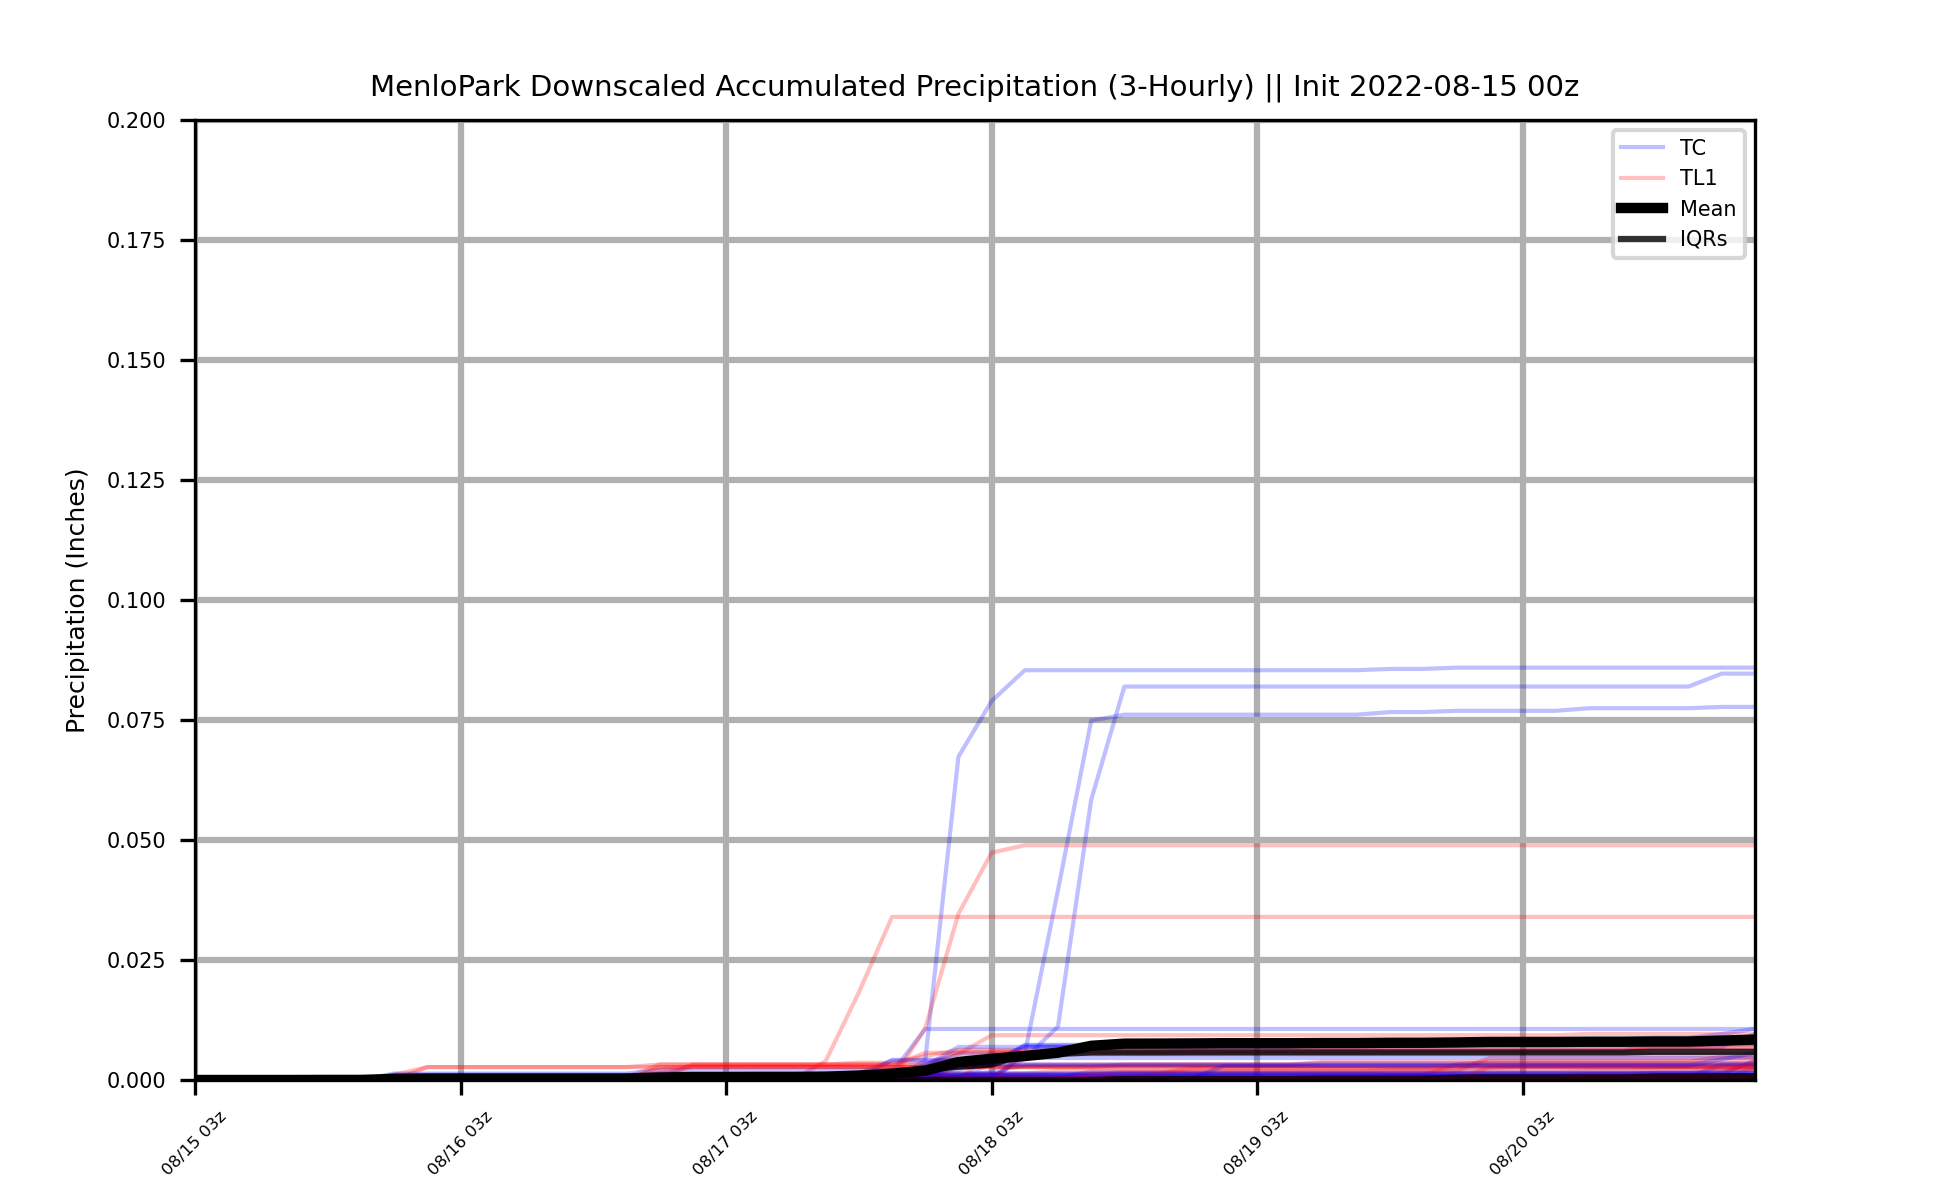 MenloPark Downscaled Accumulated Precipitation (3-Hourly) || Init 2022-08-15 00z
TC
TL1
Mean
IQRs
Precipitation (Inches)
0.200
0.175
0.150
0.125
0.100
0.075
0.050
0.025
0.000
08/15 03z
08/16 03z
08/17 03z
08/18 03z
08/19 03z
08/20 03z